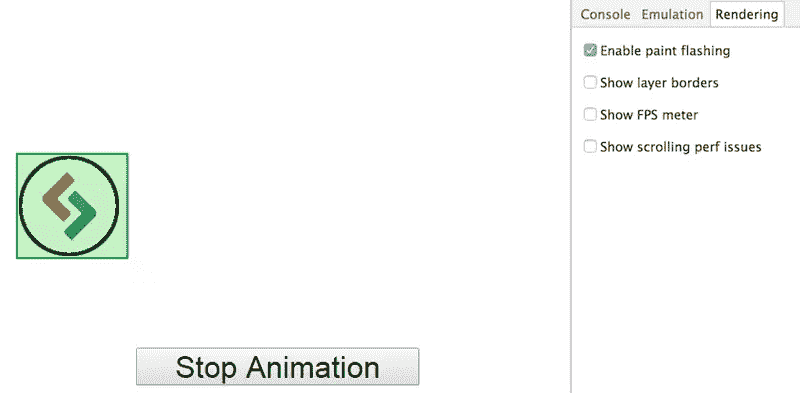 Console Emulation Rendering
Enable paint flashing
Show layer borders
Show FPS meter
Show scrolling perf issues
Stop Animation